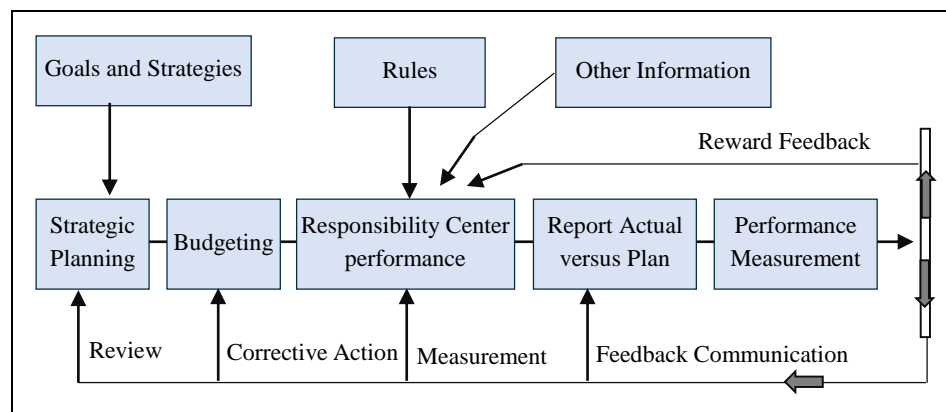 Goals and Strategies
Rules
Other Information
Reward Feedback
Strategic
Planning
Budgeting
Responsibility Center
performance
Report Actual
versus Plan
Performance
Measurement
Review
Corrective Action
Measurement
Feedback Communication